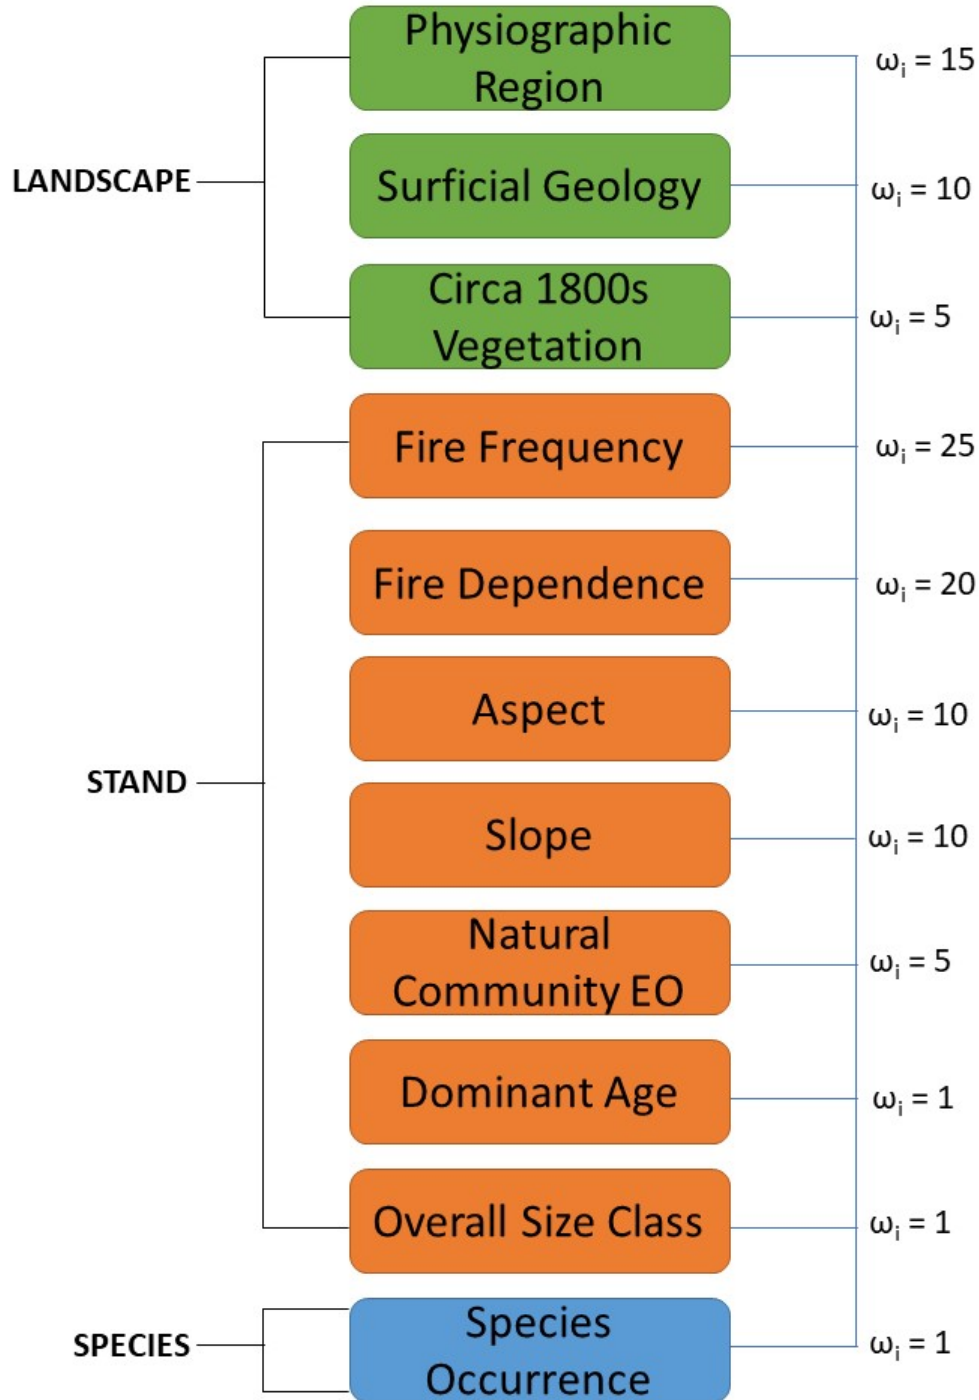 Physiographic
Region
ωi = 15
LANDSCAPE
Surficial Geology
ωi = 10
Circa 1800s
Vegetation
ωi = 5
Fire Frequency
ωi = 25
Fire Dependence
ωi = 20
Aspect
ωi = 10
STAND
Slope
ωi = 10
Natural
Community EO
ωi = 5
Dominant Age
ωi = 1
Overall Size Class
ωi = 1
SPECIES
Species
Occurrence
ωi = 1